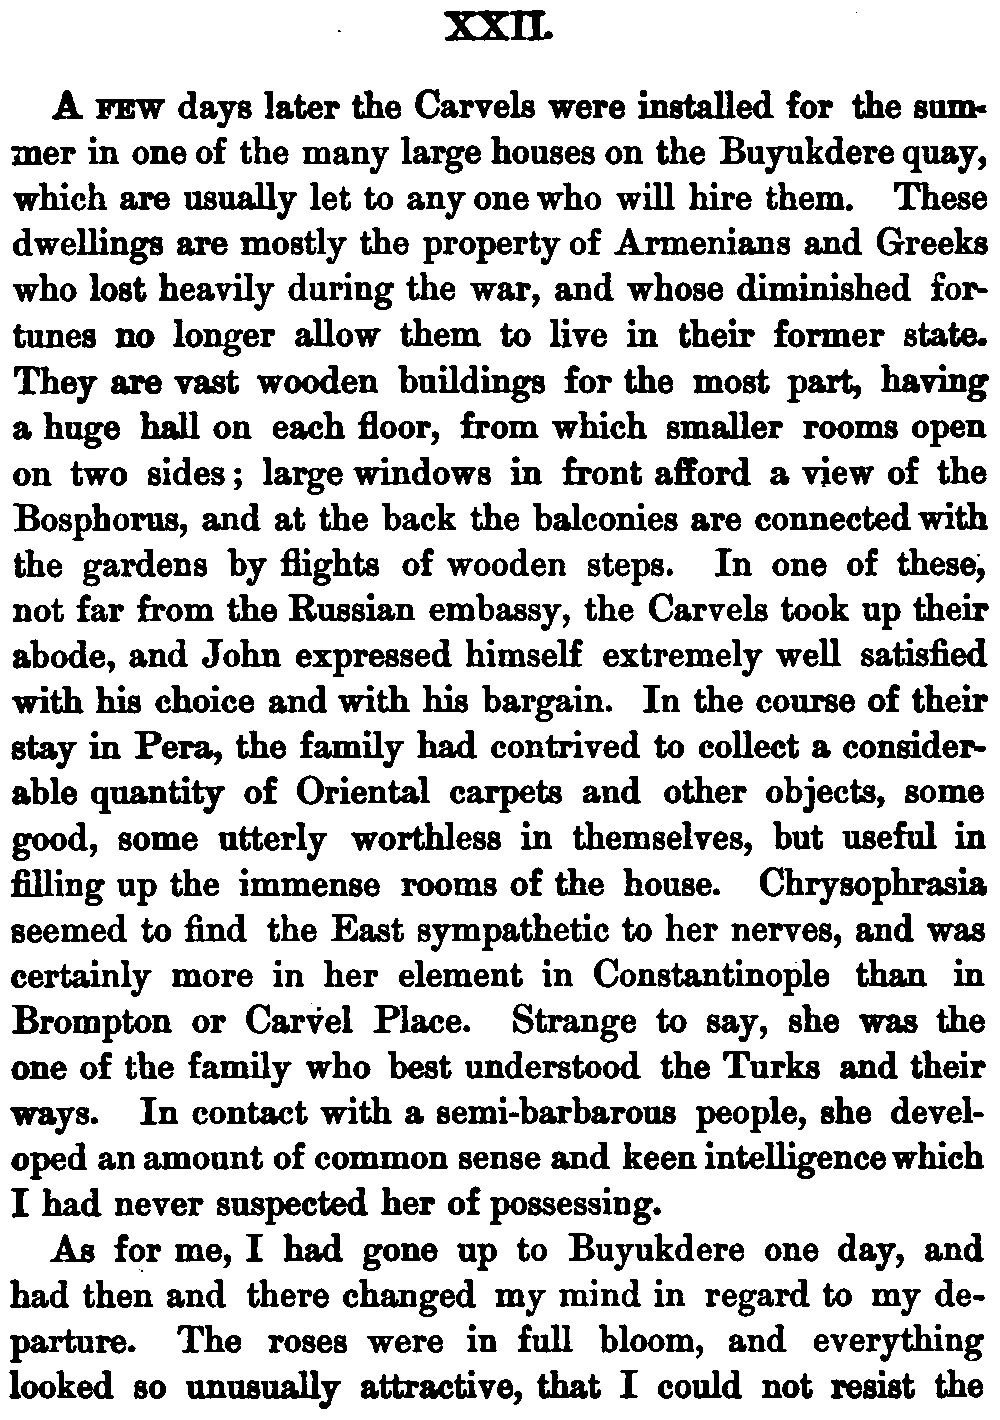 XXII.
A FEW days later the Carvels were installed for the sum-
mer in one of the many large houses on the Buyukdere quay,
which are usually let to any one who will hire them. These
dwellings are mostly the property of Armenians and Greeks
who lost heavily during the war, and whose diminished for-
tunes no longer allow them to live in their former state.
They are vast wooden buildings for the most part, having
a huge hall on each floor, from which smaller rooms open
on two sides; large windows in front afford a view of the
Bosphorus, and at the back the balconies are connected with
the gardens by flights of wooden steps. In one of these,
not far from the Russian embassy, the Carvels took up their
abode, and John expressed himself extremely well satisfied
with his choice and with his bargain. In the course of their
stay in Pera, the family had contrived to collect a consider-
able quantity of Oriental carpets and other objects, some
good, some utterly worthless in themselves, but useful in
filling up the immense rooms of the house. Chrysophrasia
seemed to find the East sympathetic to her nerves, and was
certainly more in her element in Constantinople than in
Brompton or Carvel Place. Strange to say, she was the
one of the family who best understood the Turks and their
ways. In contact with a semi-barbarous people, she devel-
oped an amount of common sense and keen intelligence which
I had never suspected her of possessing.
As for me, I had gone up to Buyukdere one day, and
had then and there changed my mind in regard to my de-
parture. The roses were in full bloom, and everything
looked so unusually attractive, that I could not resist the